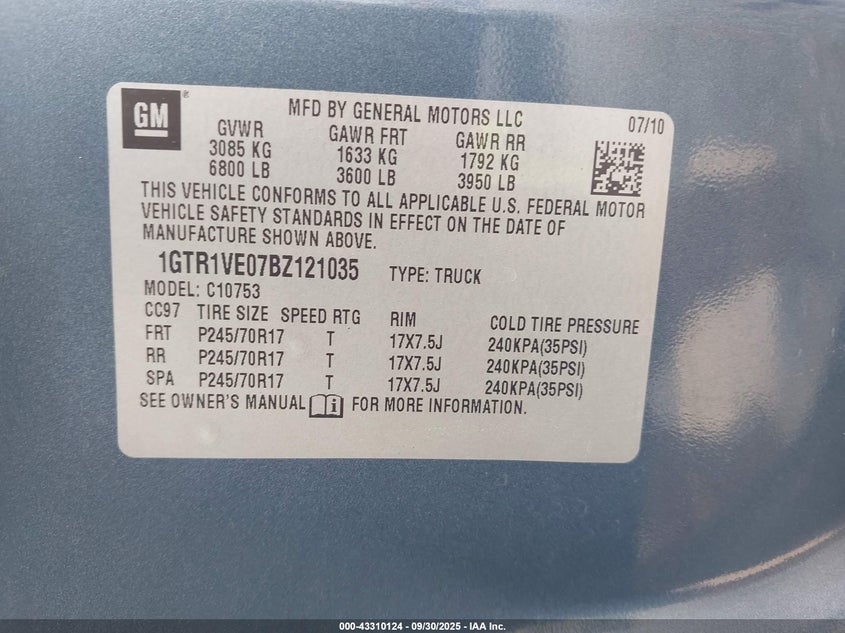 GM®
MFD BY GENERAL MOTORS LLC 07/10
GVWR GAWR FRT GAWR RR
3085 KG 1633 KG 1792 KG
6800 LB 3600 LB 3950 LB
THIS VEHICLE CONFORMS TO ALL APPLICABLE U.S. FEDERAL MOTOR
VEHICLE SAFETY STANDARDS IN EFFECT ON THE DATE OF
MANUFACTURE SHOWN ABOVE.
1GTR1VE07BZ121035 TYPE: TRUCK
MODEL: C10753
CC97 TIRE SIZE SPEED RTG RIM COLD TIRE PRESSURE
FRT P245/70R17 T 17X7.5J 240KPA(35PSI)
RR P245/70R17 T 17X7.5J 240KPA(35PSI)
SPA P245/70R17 T 17X7.5J 240KPA(35PSI)
SEE OWNER'S MANUAL i FOR MORE INFORMATION.
000-43310124 - 09/30/2025 - IAA Inc.